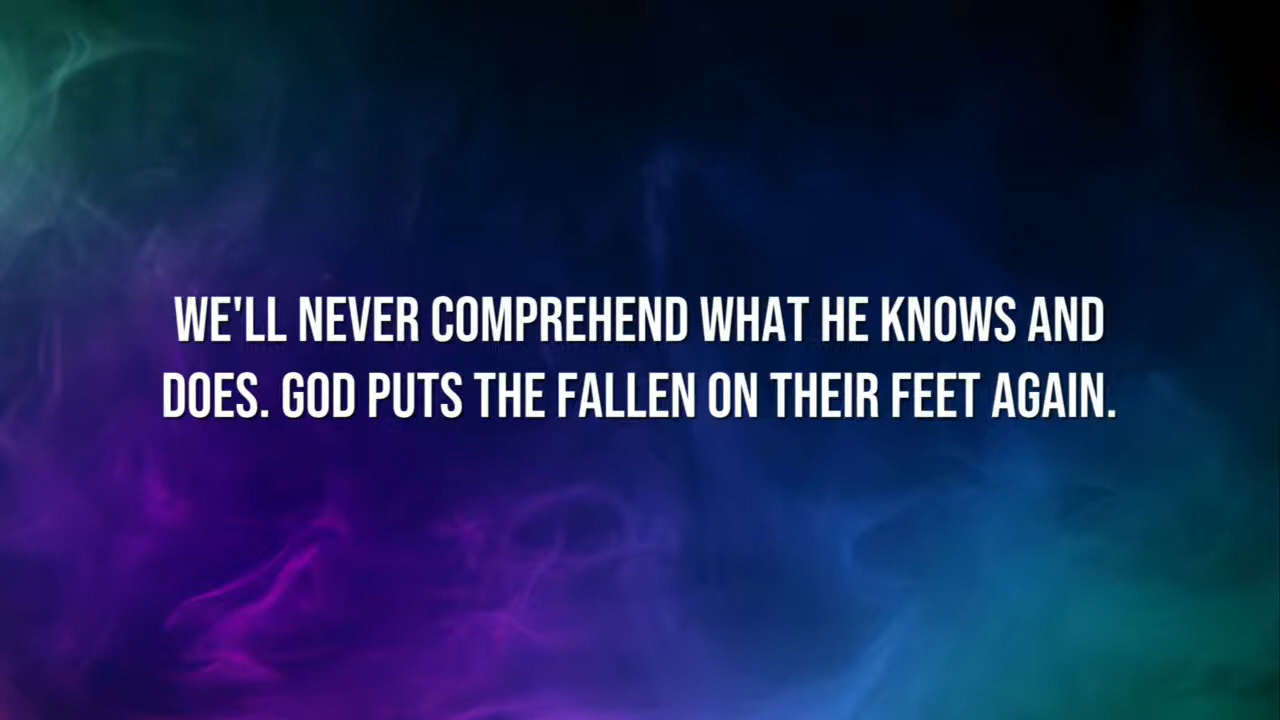 WE'LL NEVER COMPREHEND WHAT HE KNOWS AND
DOES. GOD PUTS THE FALLEN ON THEIR FEET AGAIN.